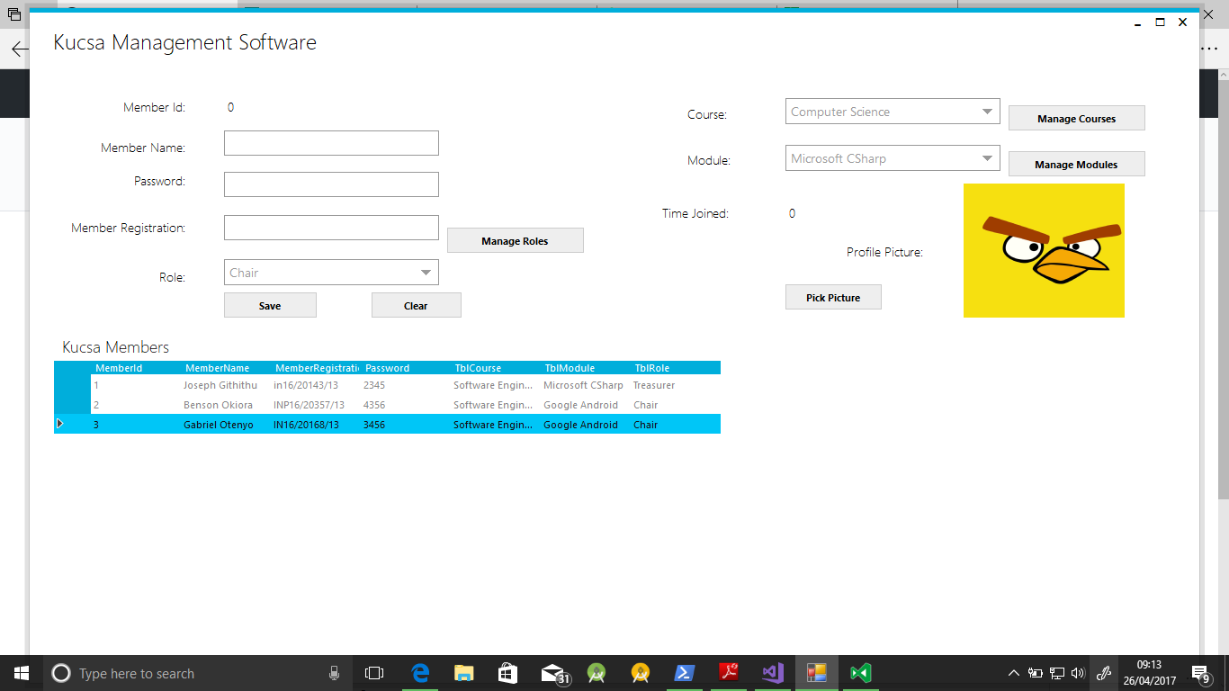 Kucsa Management Software
Member Id: 0
Member Name:
Password:
Member Registration:
Manage Roles
Role: Chair
Save Clear
Course: Computer Science Manage Courses
Module: Microsoft CSharp Manage Modules
Time Joined: 0
Profile Picture:
Pick Picture
Kucsa Members
MemberId MemberName MemberRegistrati Password TblCourse TblModule TblRole
1 Joseph Githithu in16/20143/13 2345 Software Engin... Microsoft CSharp Treasurer
2 Benson Okiora INP16/20357/13 4356 Software Engin... Google Android Chair
3 Gabriel Otenyo IN16/20168/13 3456 Software Engin... Google Android Chair
Type here to search
31
09:13
26/04/2017
9